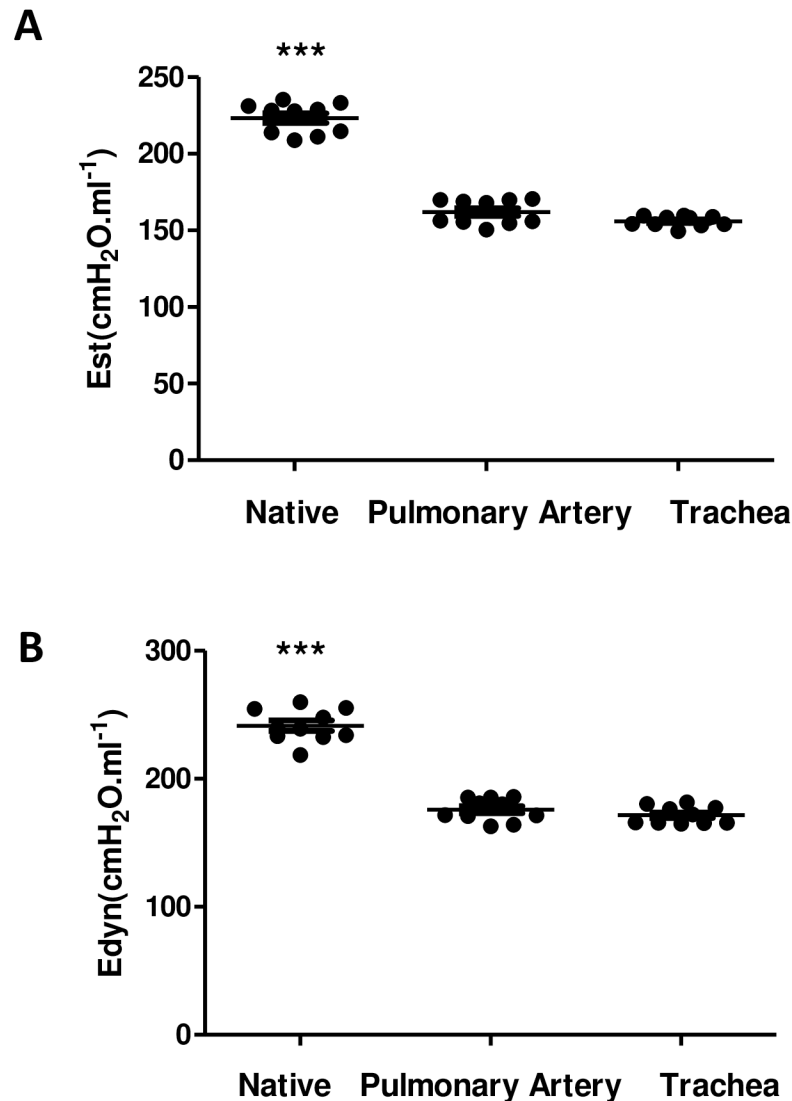 A
***
250
200
150
100
50
0
Est(cmH₂O.ml⁻¹)
Native Pulmonary Artery Trachea
B
***
300
200
100
0
Edyn(cmH₂O.ml⁻¹)
Native Pulmonary Artery Trachea